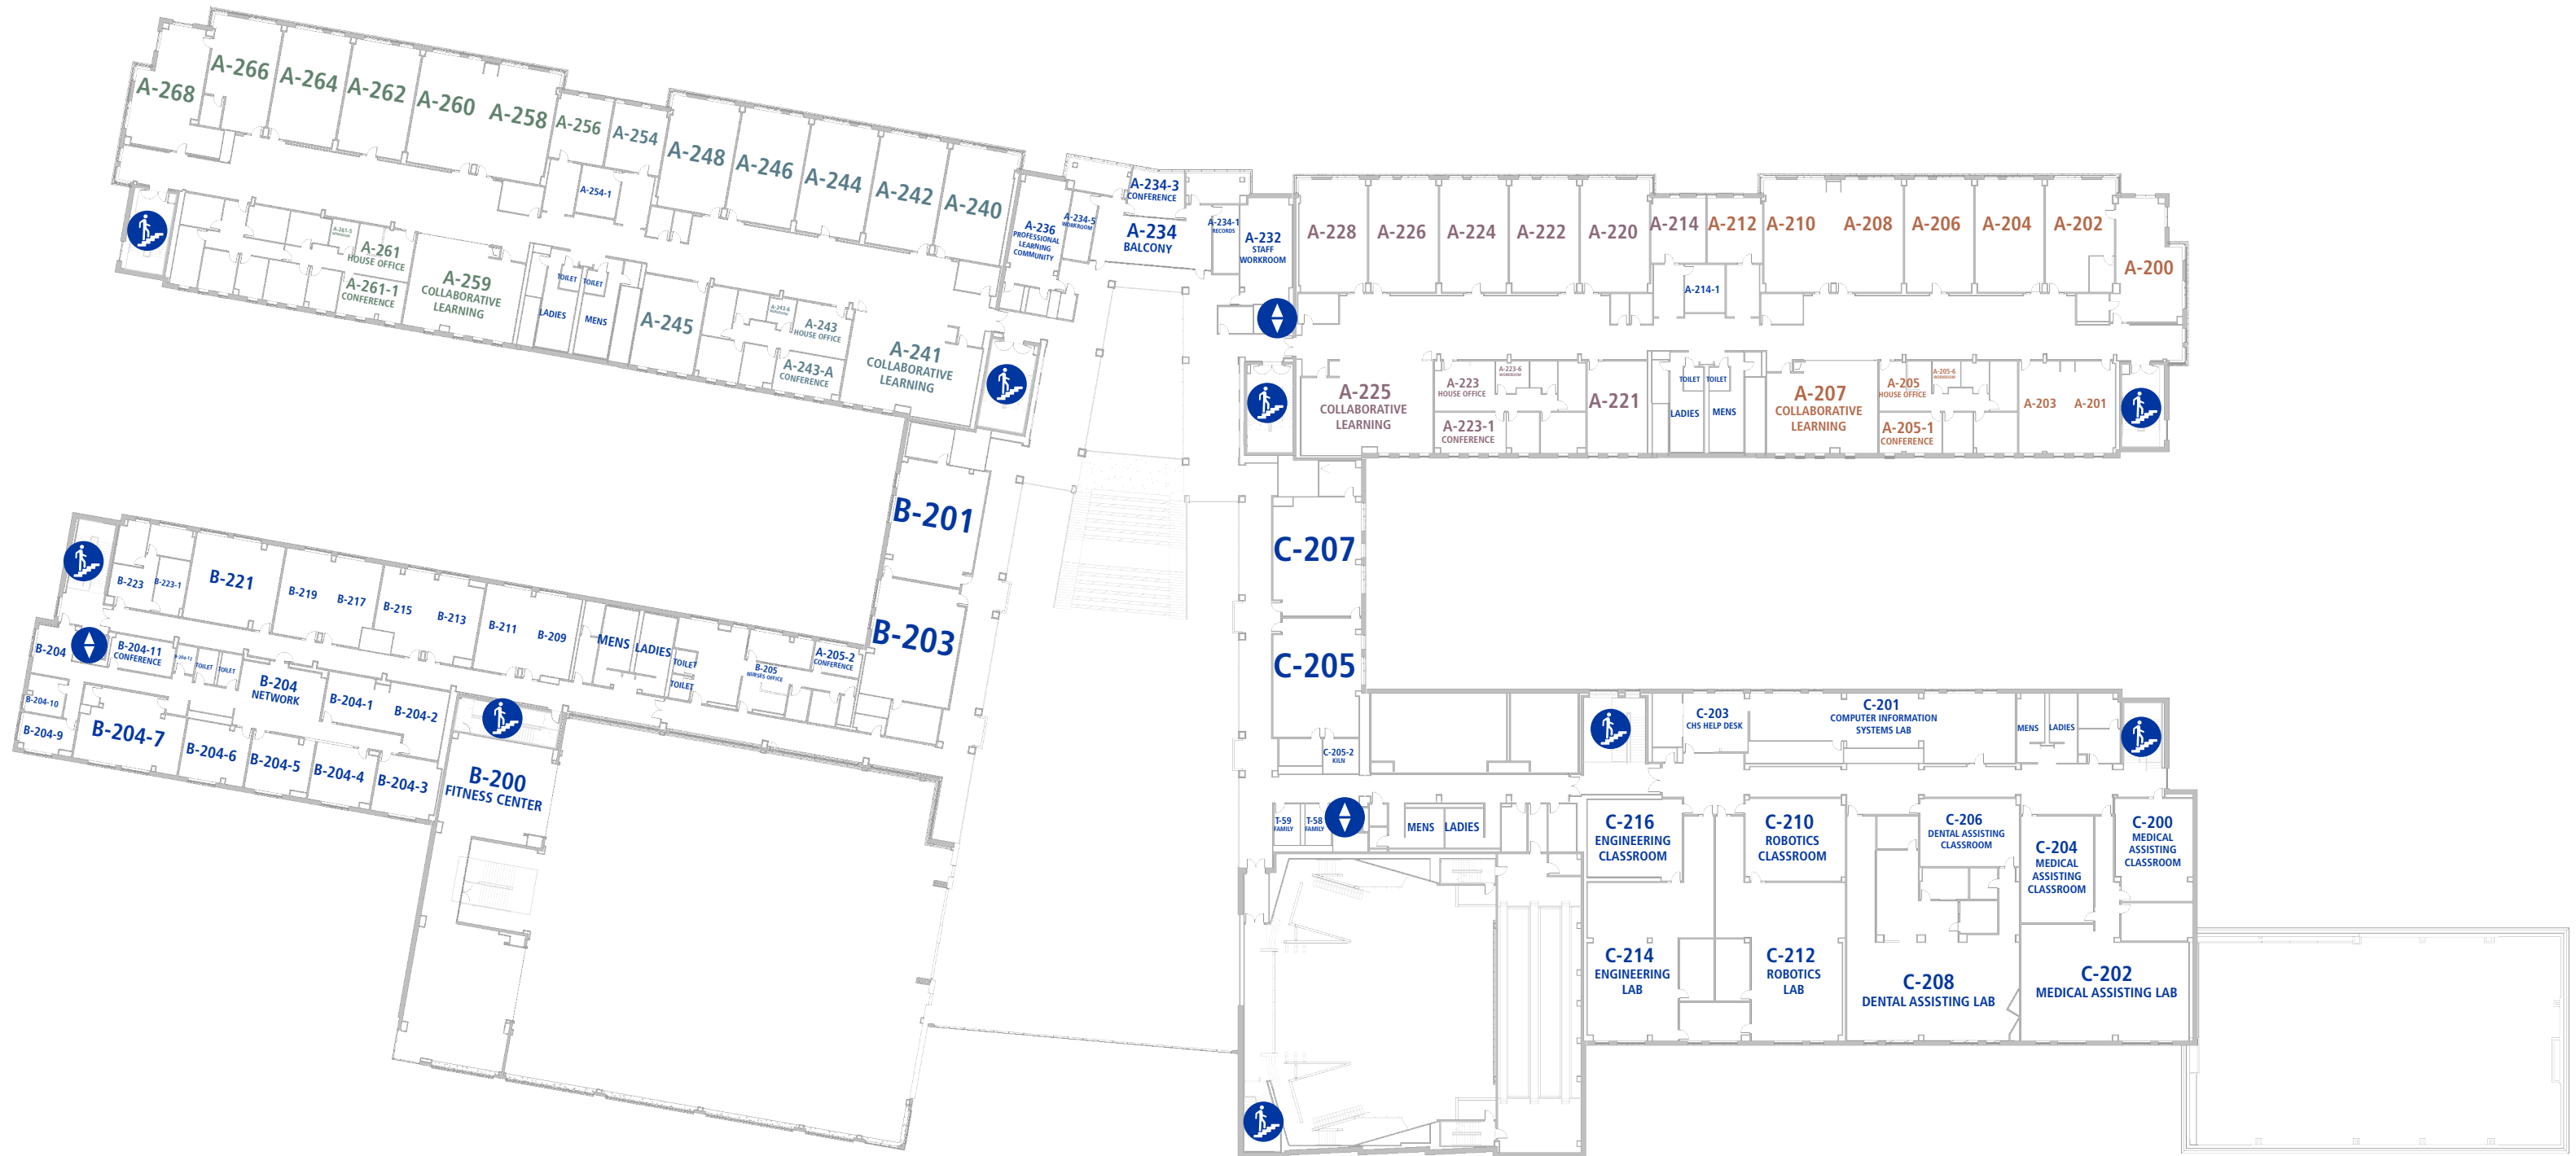 A-268
A-266
A-264
A-262
A-260
A-258
A-256
A-254
A-254-1
A-248
A-246
A-244
A-242
A-240
A-261
HOUSE OFFICE
A-261-1
CONFERENCE
A-259
COLLABORATIVE
LEARNING
TOILET
TOILET
LADIES
MENS
A-245
A-243
HOUSE OFFICE
A-243-A
CONFERENCE
A-241
COLLABORATIVE
LEARNING
A-236
PROFESSIONAL
LEARNING
COMMUNITY
A-234-5
WORKROOM
A-234-3
CONFERENCE
A-234
BALCONY
A-234-1
RECORDS
A-232
STAFF
WORKROOM
A-228
A-226
A-224
A-222
A-220
A-214
A-212
A-214-1
A-210
A-208
A-206
A-204
A-202
A-200
A-225
COLLABORATIVE
LEARNING
A-223
HOUSE OFFICE
A-223-6
WORKROOM
A-223-1
CONFERENCE
A-221
TOILET
TOILET
LADIES
MENS
A-207
COLLABORATIVE
LEARNING
A-205
HOUSE OFFICE
A-205-6
WORKROOM
A-205-1
CONFERENCE
A-203
A-201
B-201
B-203
B-223
B-223-1
B-221
B-219
B-217
B-215
B-213
B-211
B-209
MENS
LADIES
TOILET
TOILET
B-205
NURSES OFFICE
A-205-2
CONFERENCE
B-204
B-204-11
CONFERENCE
TOILET
TOILET
B-204
NETWORK
B-204-1
B-204-2
B-204-10
B-204-9
B-204-7
B-204-6
B-204-5
B-204-4
B-204-3
B-200
FITNESS CENTER
C-207
C-205
C-205-2
KILN
C-203
CHS HELP DESK
C-201
COMPUTER INFORMATION
SYSTEMS LAB
MENS
LADIES
T-59
FAMILY
T-58
FAMILY
MENS
LADIES
C-216
ENGINEERING
CLASSROOM
C-210
ROBOTICS
CLASSROOM
C-206
DENTAL ASSISTING
CLASSROOM
C-204
MEDICAL
ASSISTING
CLASSROOM
C-200
MEDICAL
ASSISTING
CLASSROOM
C-214
ENGINEERING
LAB
C-212
ROBOTICS
LAB
C-208
DENTAL ASSISTING LAB
C-202
MEDICAL ASSISTING LAB